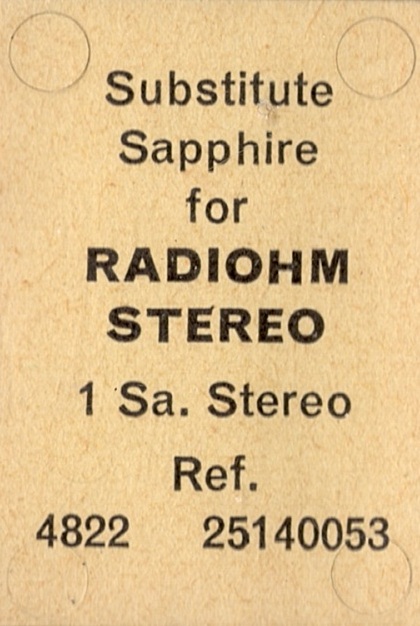 Substitute
Sapphire
for
RADIOHM
STEREO
1 Sa. Stereo
Ref.
4822 25140053